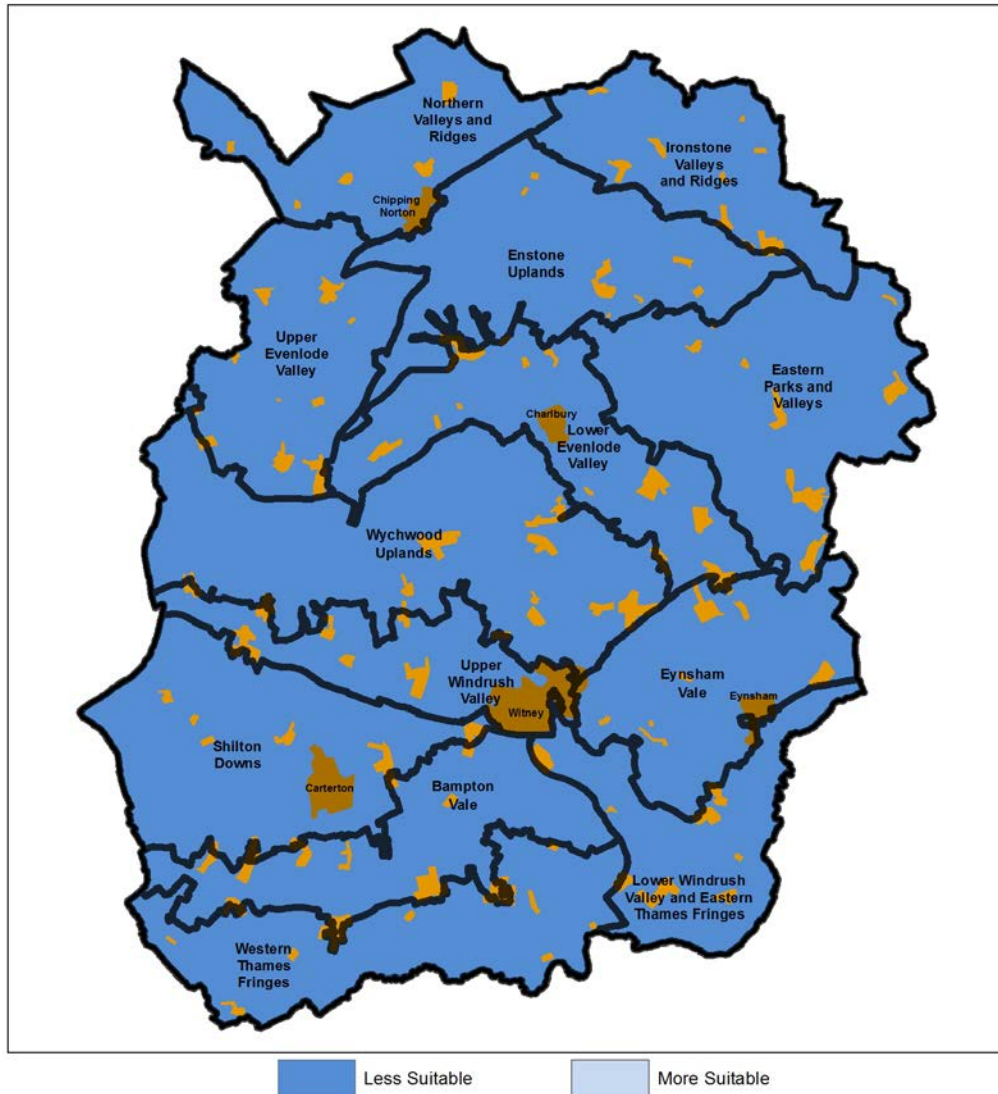 Northern
Valleys and
Ridges
Ironstone
Valleys
and Ridges
Chipping
Norton
Enstone
Uplands
Upper
Evenlode
Valley
Eastern
Parks and
Valleys
Charlbury
Lower
Evenlode
Valley
Wychwood
Uplands
Upper
Windrush
Valley
Eynsham
Vale
Eynsham
Witney
Shilton
Downs
Carterton
Bampton
Vale
Lower Windrush
Valley and Eastern
Thames Fringes
Western
Thames
Fringes
Less Suitable
More Suitable